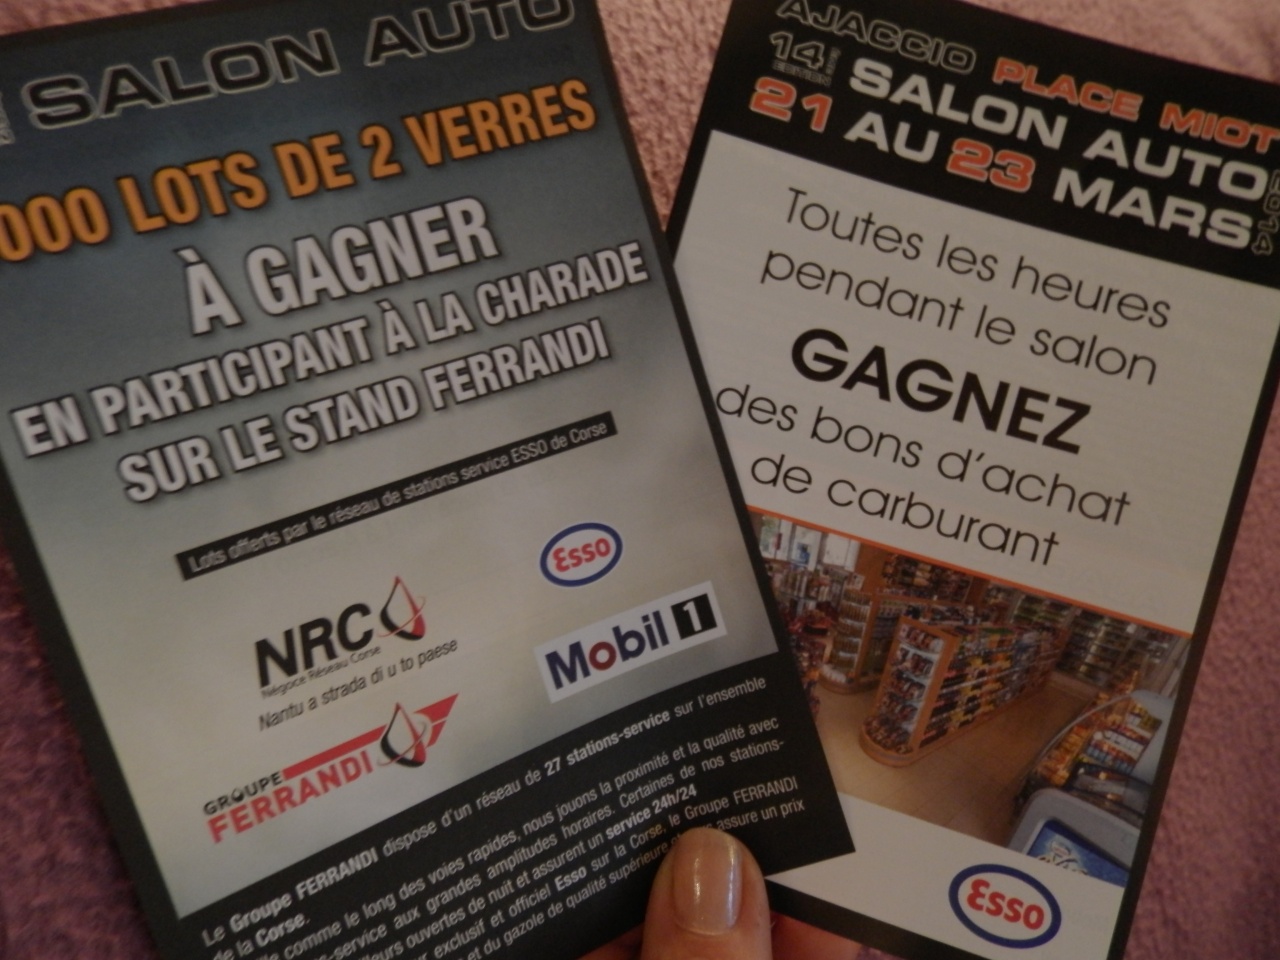 SALON AUTO
000 LOTS DE 2 VERRES
À GAGNER
EN PARTICIPANT À LA CHARADE
SUR LE STAND FERRANDI
Lots offerts par le réseau de stations service ESSO de Corse
NRC
Négoce Réseau Corse
Nantu a strada di u to paese
Esso
Mobil 1
GROUPE
FERRANDI
Le Groupe FERRANDI dispose d'un réseau de 27 stations-service sur l'ensemble
de la Corse.
comme le long des voies rapides, nous jouons la proximité et la qualité avec
-service aux grandes amplitudes horaires. Certaines de nos stations-
ouvertes de nuit et assurent un service 24h/24
exclusif et officiel Esso sur la Corse, le Groupe FERRANDI
et du gazole de qualité supérieure assure un prix
AJACCIO PLACE MIOT
14 EDITION SALON AUTO
21 AU 23 MARS
Toutes les heures
pendant le salon
GAGNEZ
des bons d'achat
de carburant
Esso